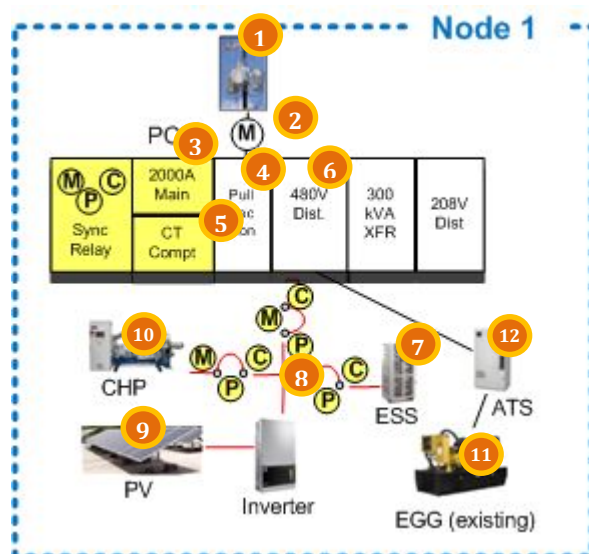 Node 1
1
2
M
3
4
6
M
C
P
Sync
Relay
2000A
Main
5
CT
Compt
Pull
480V
Dist.
300
kVA
XFR
208V
Dist
C
M
P
10
CHP
M
C
P
8
P
C
7
ESS
12
ATS
9
PV
Inverter
11
EGG (existing)